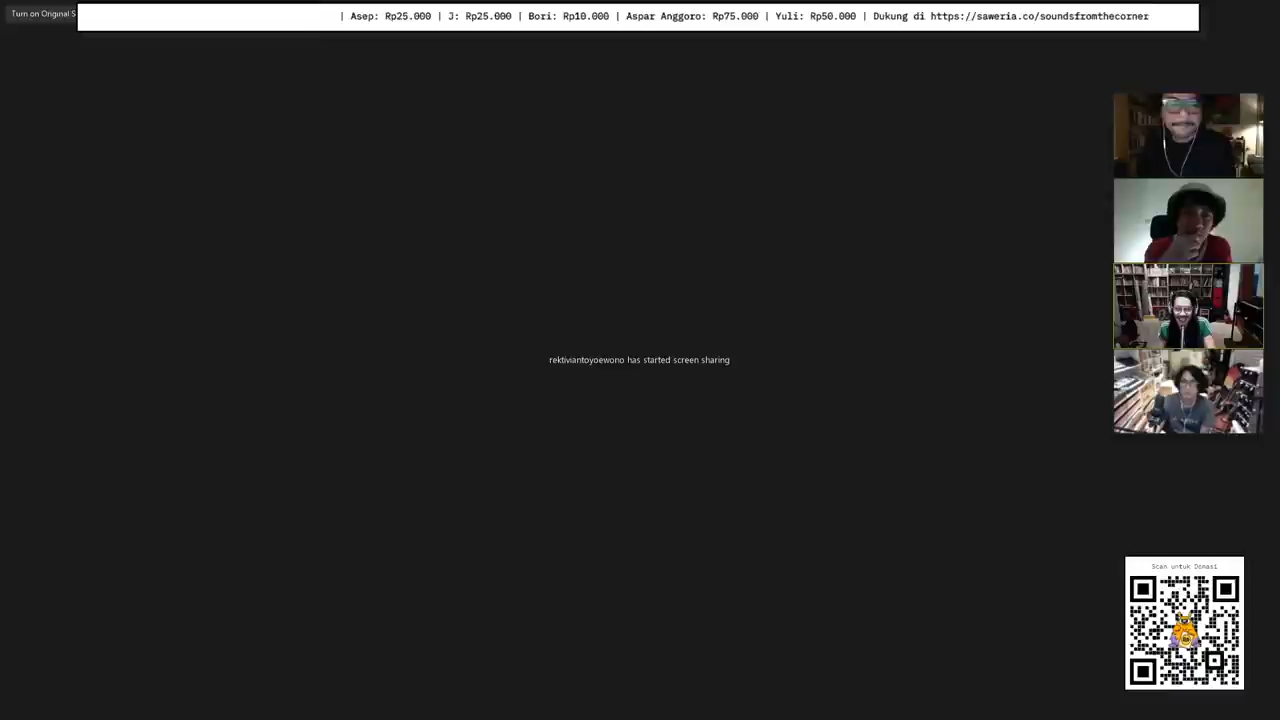 Turn on Original S
| Asep: Rp25.000 | J: Rp25.000 | Bori: Rp10.000 | Aspar Anggoro: Rp75.000 | Yuli: Rp50.000 | Dukung di https://saweria.co/soundsfromthecorner
rektiviantoyoewono has started screen sharing
Scan untuk Donasi